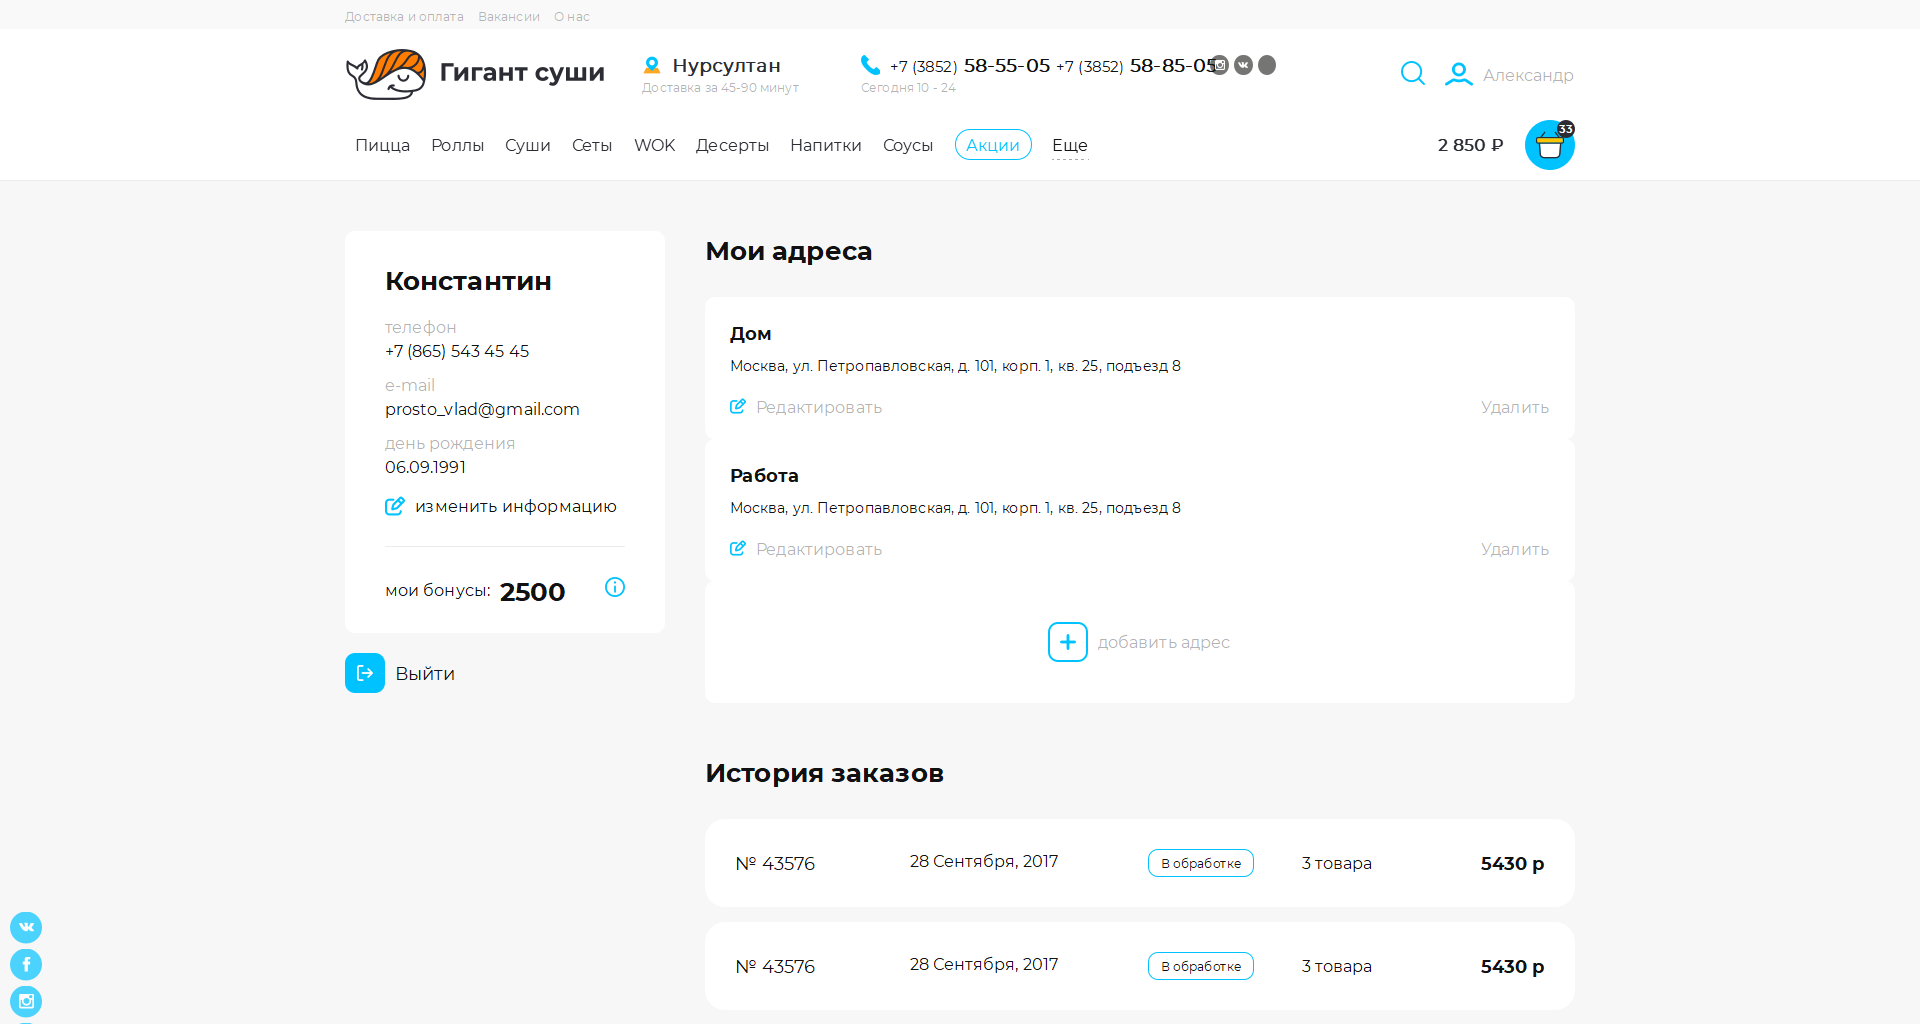 Доставка и оплата Вакансии О нас
Гигант суши
Нурсултан
Доставка за 45-90 минут
+7 (3852) 58-55-05 +7 (3852) 58-85-05
Сегодня 10 - 24
Александр
Пицца Роллы Суши Сеты WOK Десерты Напитки Соусы Акции Еще
2 850 ₽
33
Константин
телефон
+7 (865) 543 45 45
e-mail
prosto_vlad@gmail.com
день рождения
06.09.1991
изменить информацию
мои бонусы: 2500
Выйти
Мои адреса
Дом
Москва, ул. Петропавловская, д. 101, корп. 1, кв. 25, подъезд 8
Редактировать Удалить
Работа
Москва, ул. Петропавловская, д. 101, корп. 1, кв. 25, подъезд 8
Редактировать Удалить
добавить адрес
История заказов
№ 43576 28 Сентября, 2017 В обработке 3 товара 5430 р
№ 43576 28 Сентября, 2017 В обработке 3 товара 5430 р